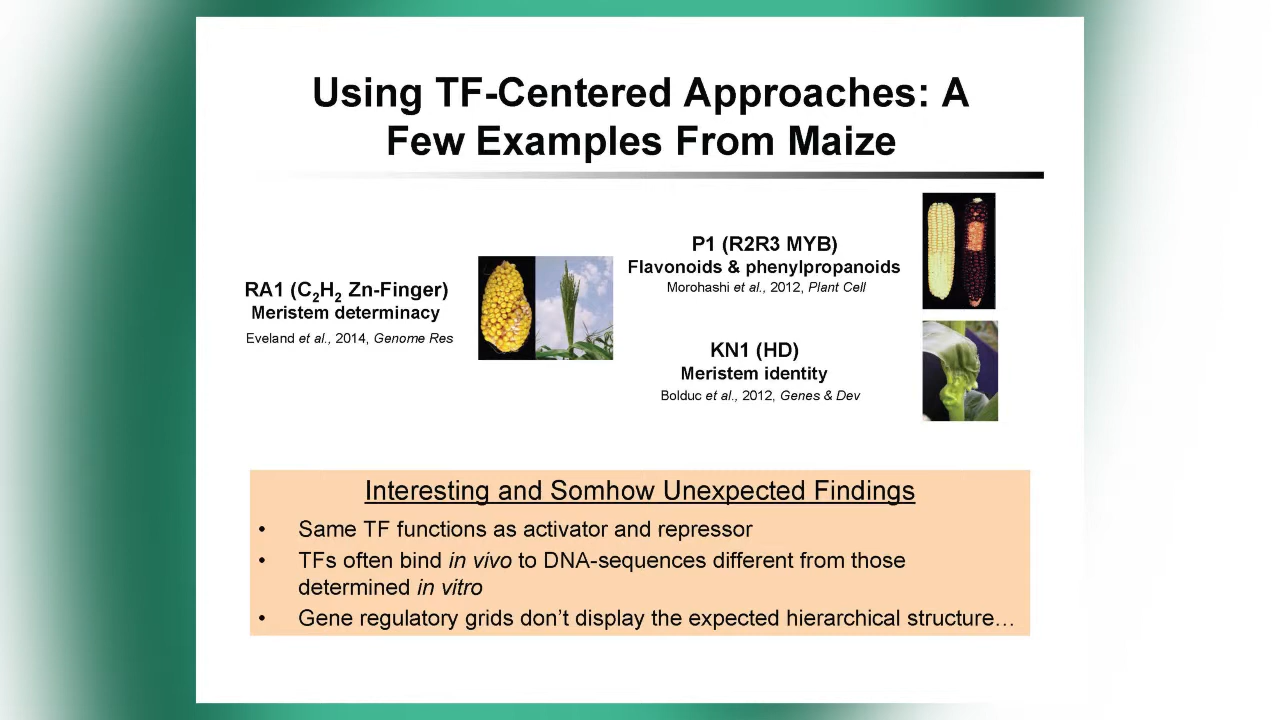 Using TF-Centered Approaches: A
Few Examples From Maize
RA1 (C2H2 Zn-Finger)
Meristem determinacy
Eveland et al., 2014, Genome Res
P1 (R2R3 MYB)
Flavonoids & phenylpropanoids
Morohashi et al., 2012, Plant Cell
KN1 (HD)
Meristem identity
Bolduc et al., 2012, Genes & Dev
Interesting and Somhow Unexpected Findings
• Same TF functions as activator and repressor
• TFs often bind in vivo to DNA-sequences different from those
determined in vitro
• Gene regulatory grids don’t display the expected hierarchical structure…